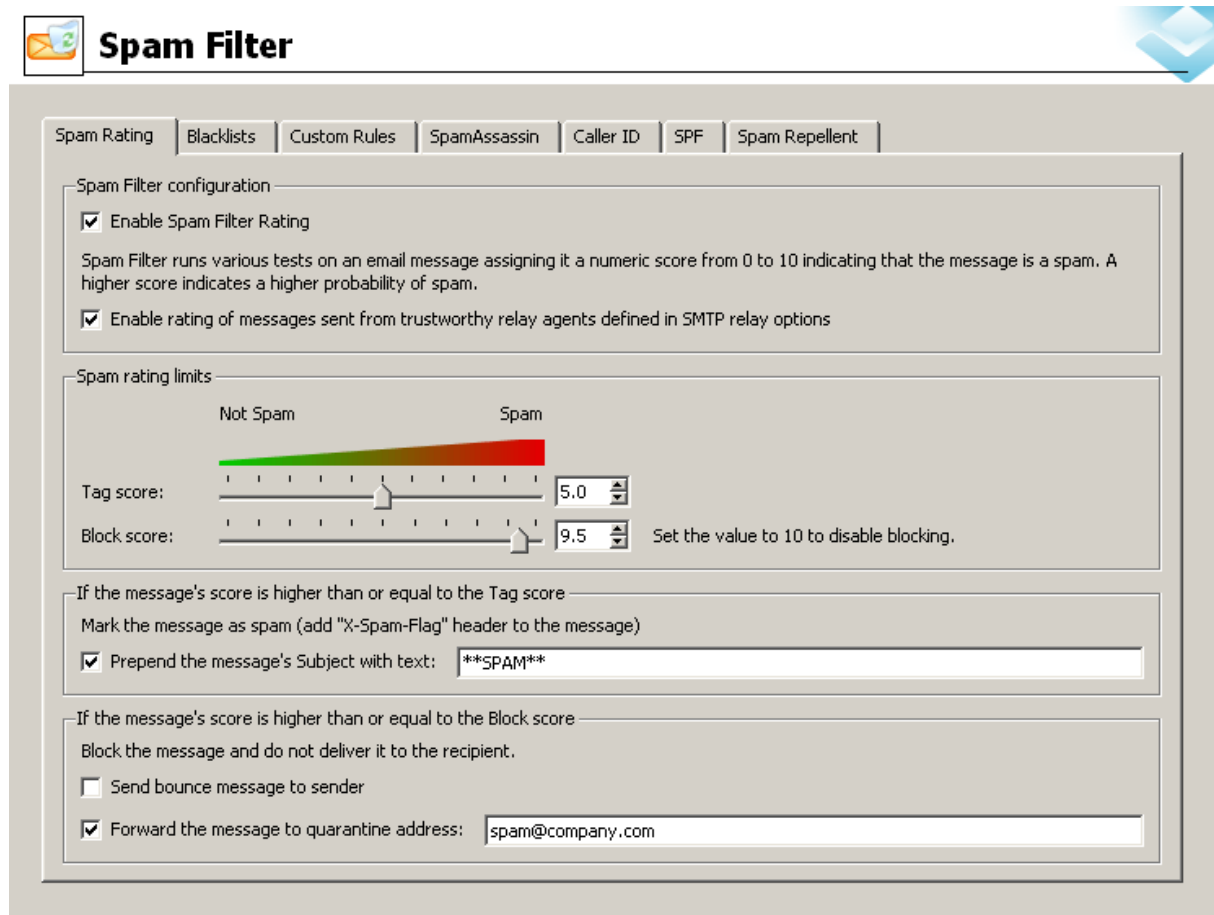 Spam Filter
Spam Rating Blacklists Custom Rules SpamAssassin Caller ID SPF Spam Repellent
Spam Filter configuration
Enable Spam Filter Rating
Spam Filter runs various tests on an email message assigning it a numeric score from 0 to 10 indicating that the message is a spam. A
higher score indicates a higher probability of spam.
Enable rating of messages sent from trustworthy relay agents defined in SMTP relay options
Spam rating limits
Not Spam Spam
Tag score: 5.0
Block score: 9.5 Set the value to 10 to disable blocking.
If the message's score is higher than or equal to the Tag score
Mark the message as spam (add "X-Spam-Flag" header to the message)
Prepend the message's Subject with text: **SPAM**
If the message's score is higher than or equal to the Block score
Block the message and do not deliver it to the recipient.
Send bounce message to sender
Forward the message to quarantine address: spam@company.com